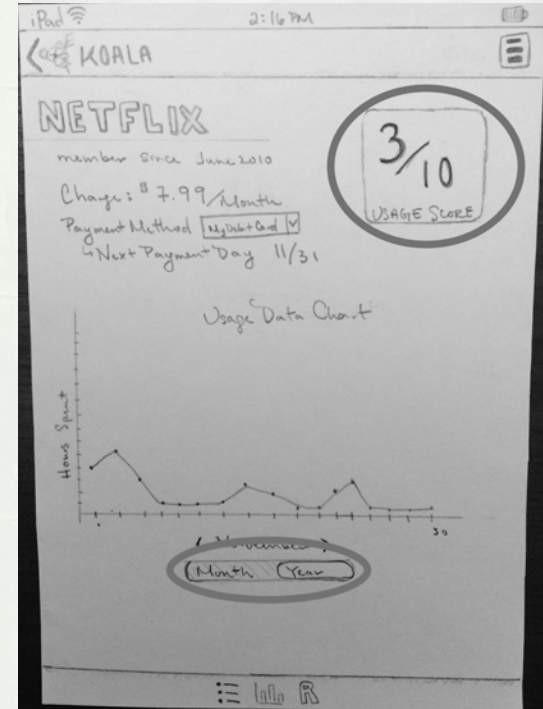 iPad 2:16 PM
KOALA
NETFLIX
member since June 2010
3/10
USAGE SCORE
Charge: $7.99/Month
Payment Method My Debit Card
Next Payment Day 11/31
Usage Data Chart
Hours Spent
1 30
Month Year
R